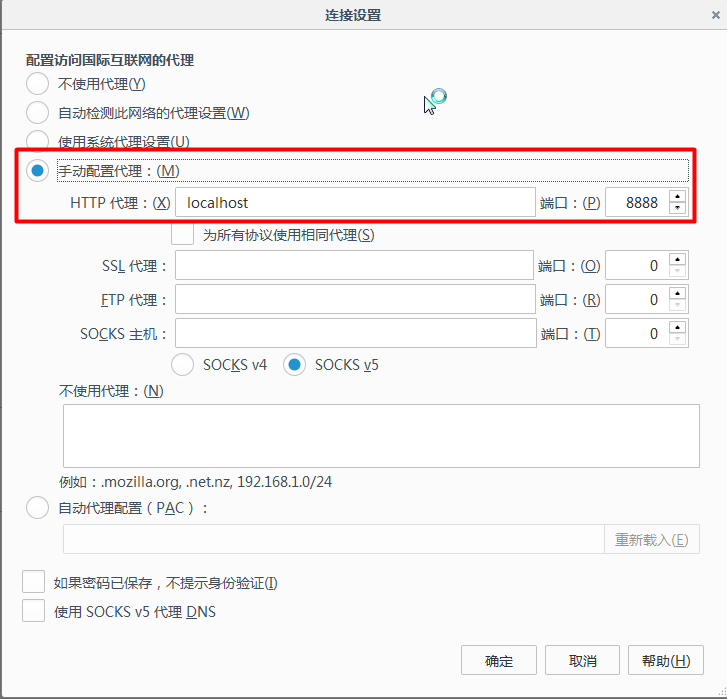 连接设置
配置访问国际互联网的代理
不使用代理(Y)
自动检测此网络的代理设置(W)
使用系统代理设置(U)
手动配置代理：(M)
HTTP 代理：(X) localhost 端口：(P) 8888
为所有协议使用相同代理(S)
SSL 代理： 端口：(O) 0
FTP 代理： 端口：(R) 0
SOCKS 主机： 端口：(T) 0
SOCKS v4 SOCKS v5
不使用代理：(N)
例如：.mozilla.org, .net.nz, 192.168.1.0/24
自动代理配置（PAC）：
重新载入(E)
如果密码已保存，不提示身份验证(I)
使用 SOCKS v5 代理 DNS
确定 取消 帮助(H)